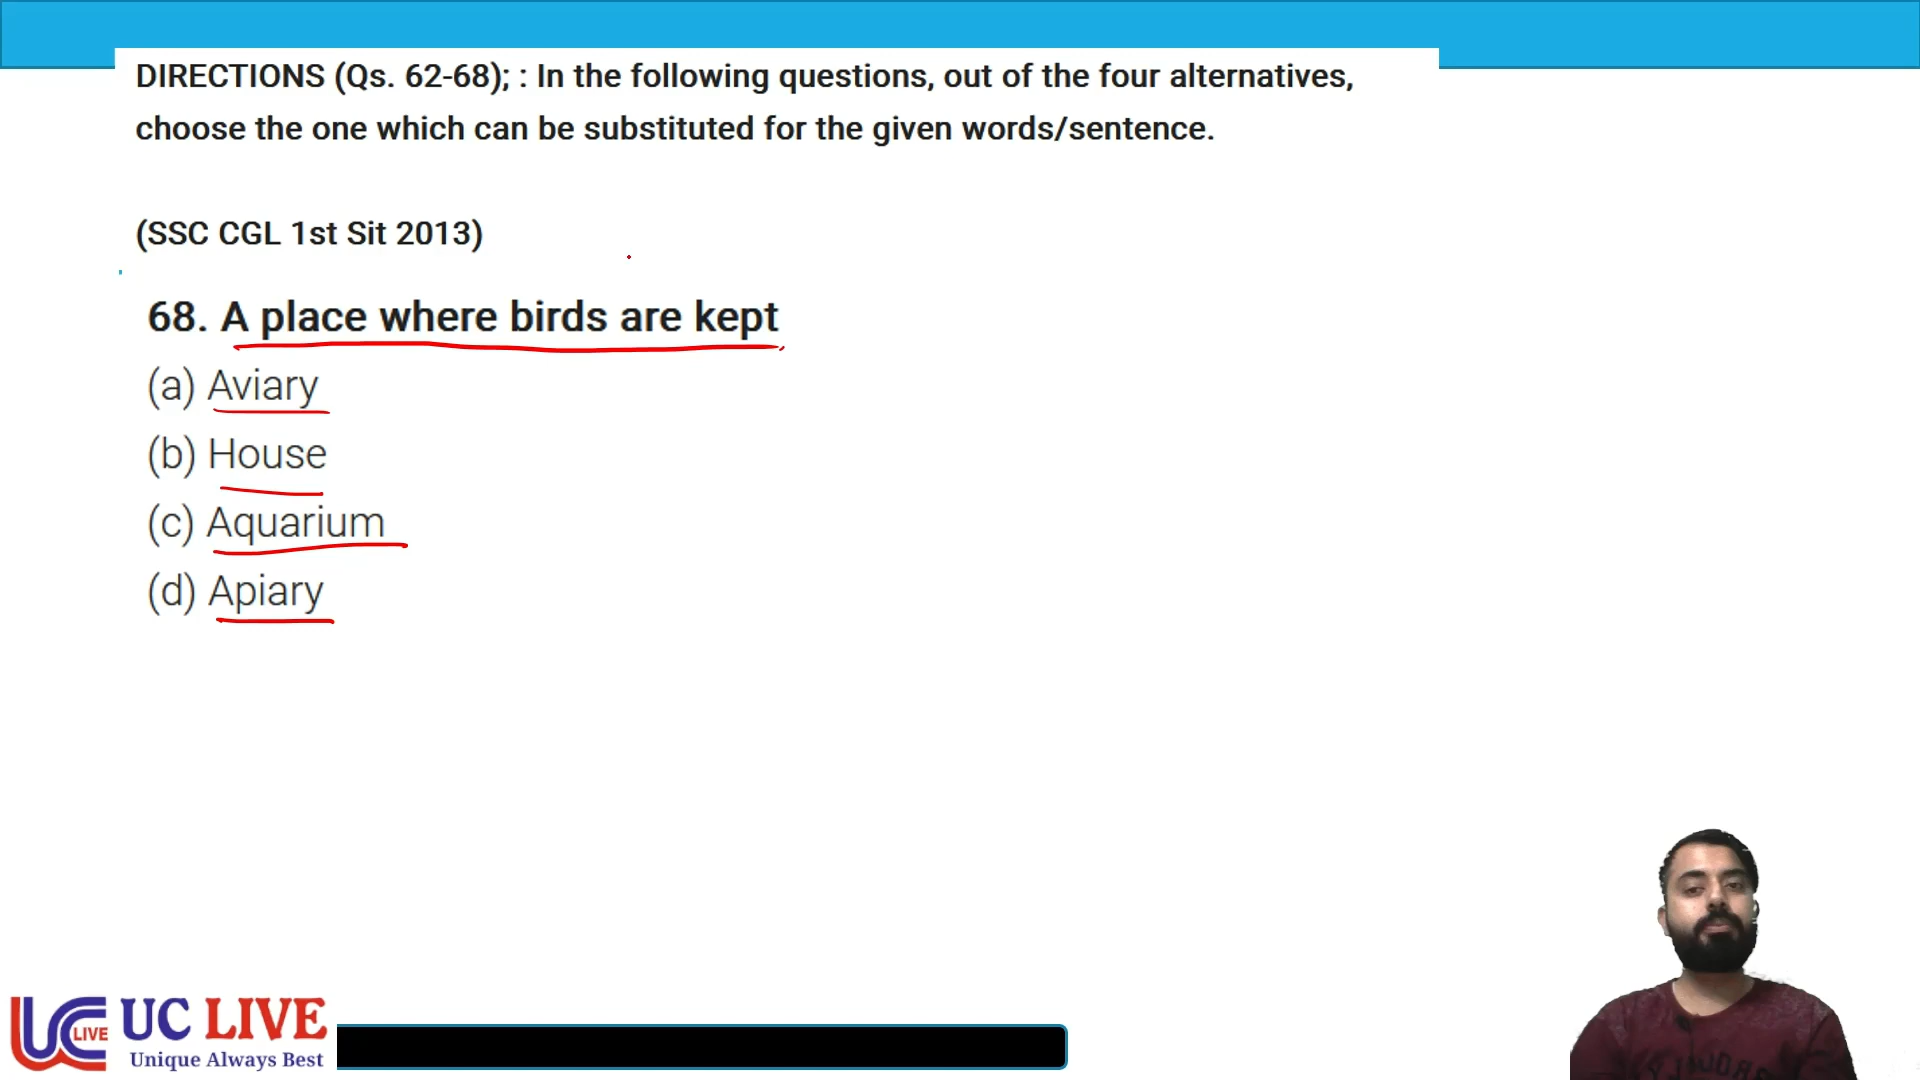 DIRECTIONS (Qs. 62-68); : In the following questions, out of the four alternatives,
choose the one which can be substituted for the given words/sentence.
(SSC CGL 1st Sit 2013)
68. A place where birds are kept
(a) Aviary
(b) House
(c) Aquarium
(d) Apiary
LIVE
UC LIVE
Unique Always Best